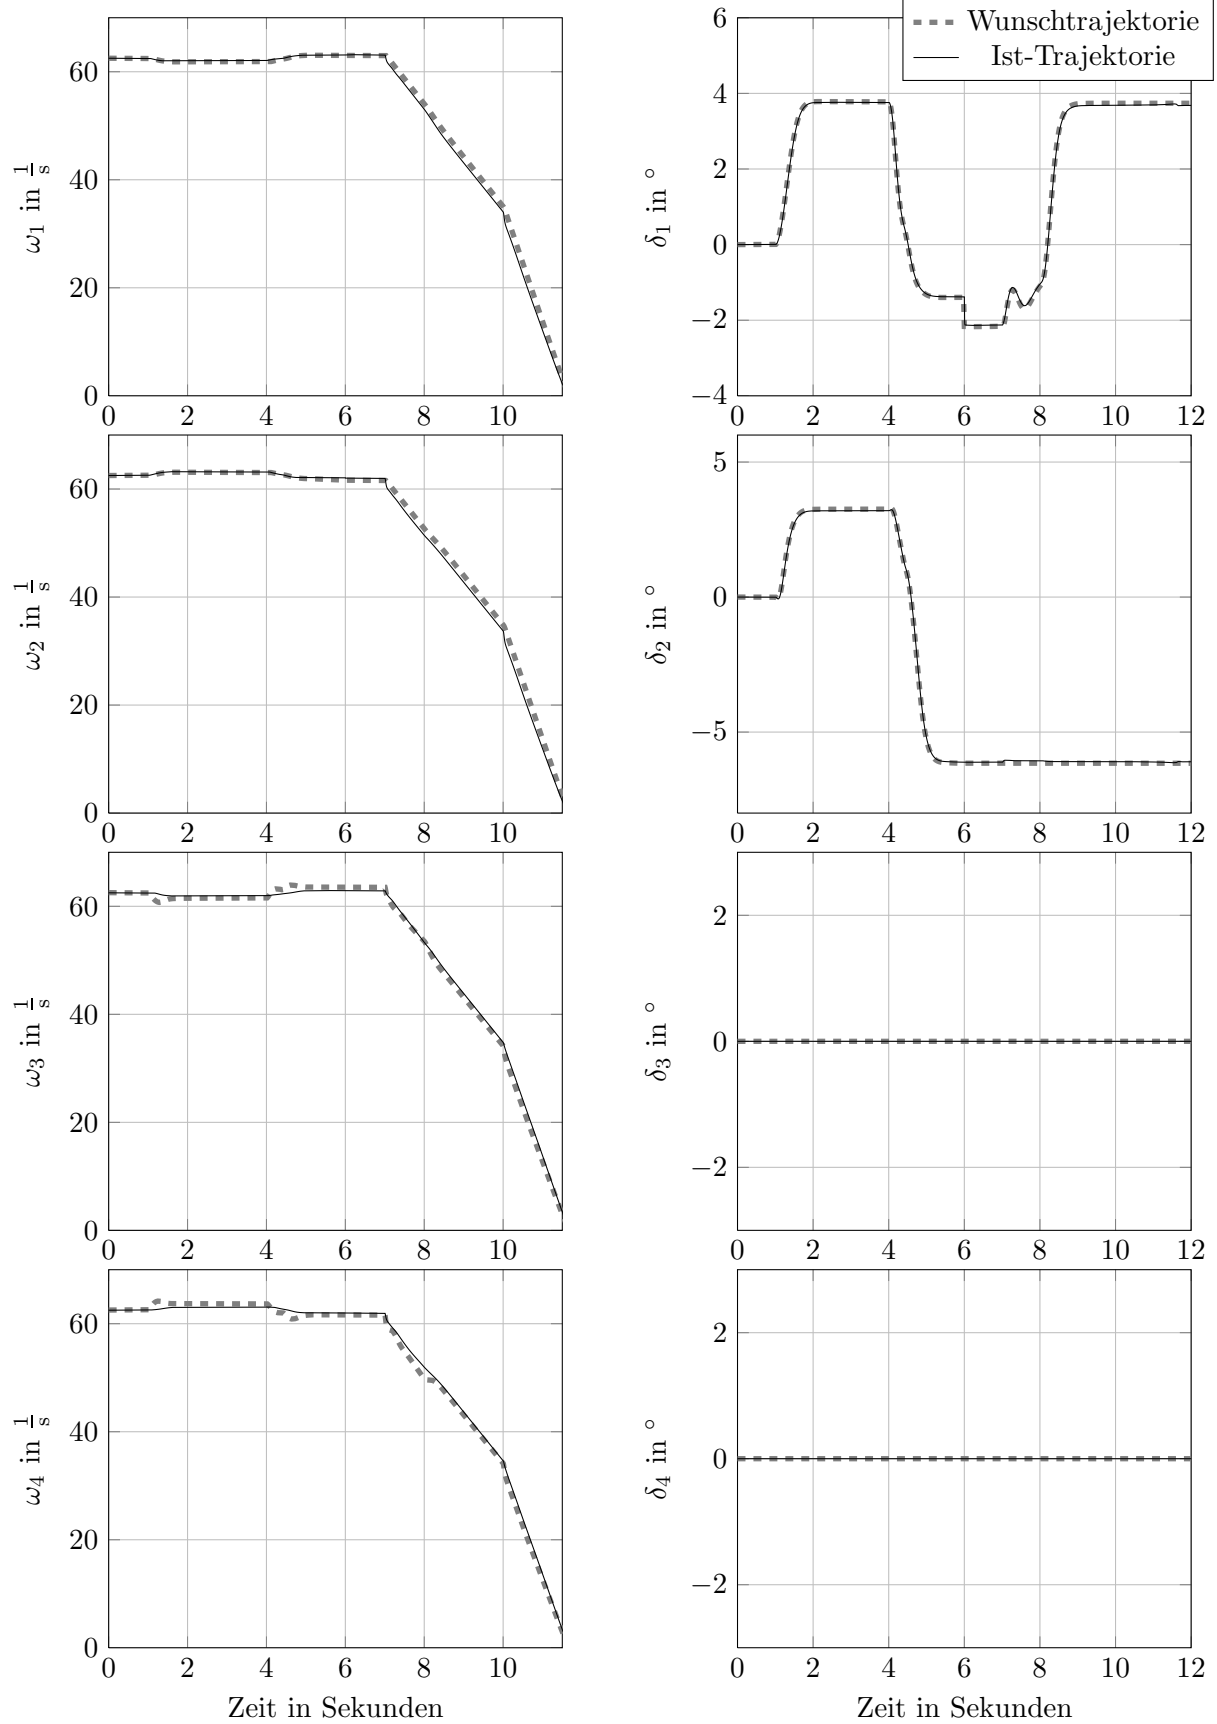 Wunschtrajektorie
Ist-Trajektorie
ω1 in 1/s
60
40
20
0
0 2 4 6 8 10
δ1 in °
6
4
2
0
−2
−4
0 2 4 6 8 10 12
ω2 in 1/s
60
40
20
0
0 2 4 6 8 10
δ2 in °
5
0
−5
0 2 4 6 8 10 12
ω3 in 1/s
60
40
20
0
0 2 4 6 8 10
δ3 in °
2
0
−2
0 2 4 6 8 10 12
ω4 in 1/s
60
40
20
0
0 2 4 6 8 10
Zeit in Sekunden
δ4 in °
2
0
−2
0 2 4 6 8 10 12
Zeit in Sekunden